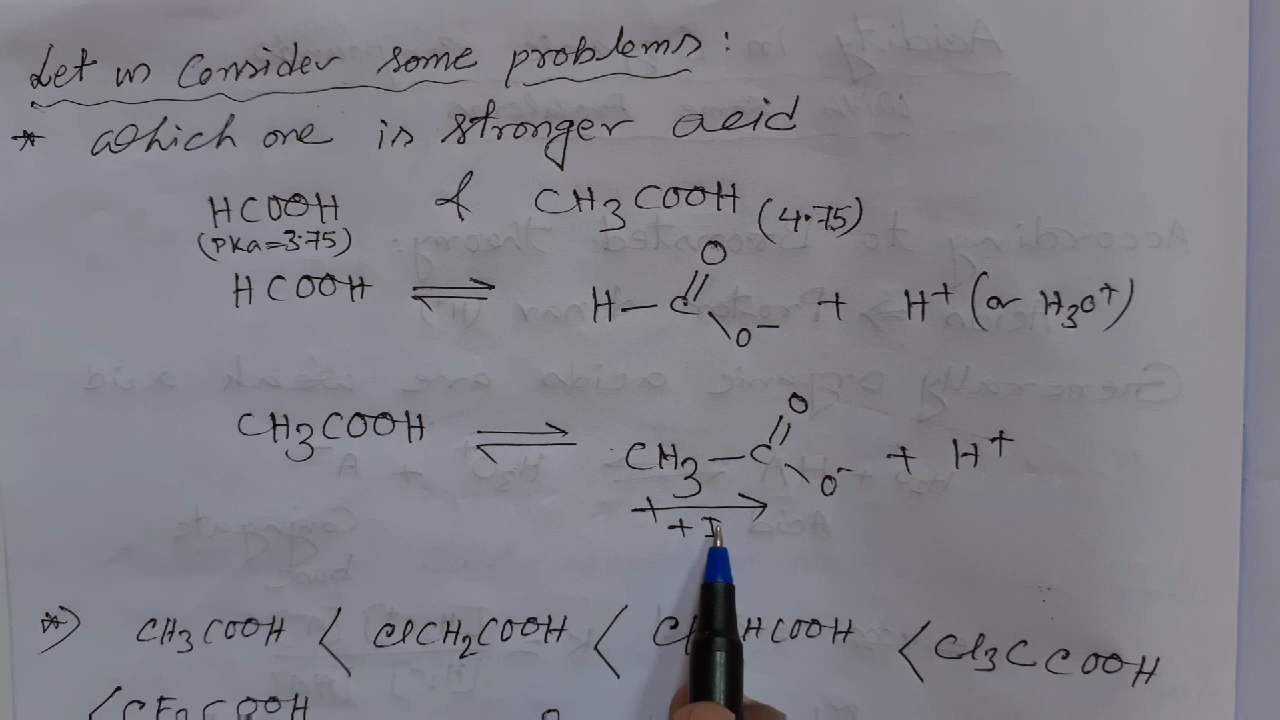 Let us Consider some problems:
* Which one is stronger acid
HCOOH & CH3COOH (4.75)
(PKa=3.75)
HCOOH ⇌ H-C(=O)-O⁻ + H⁺ (or H3O⁺)
CH3COOH ⇌ CH3-C(=O)-O⁻ + H⁺
+I
*) CH3COOH < ClCH2COOH < Cl HCOOH < Cl3CCOOH
< CF3COOH